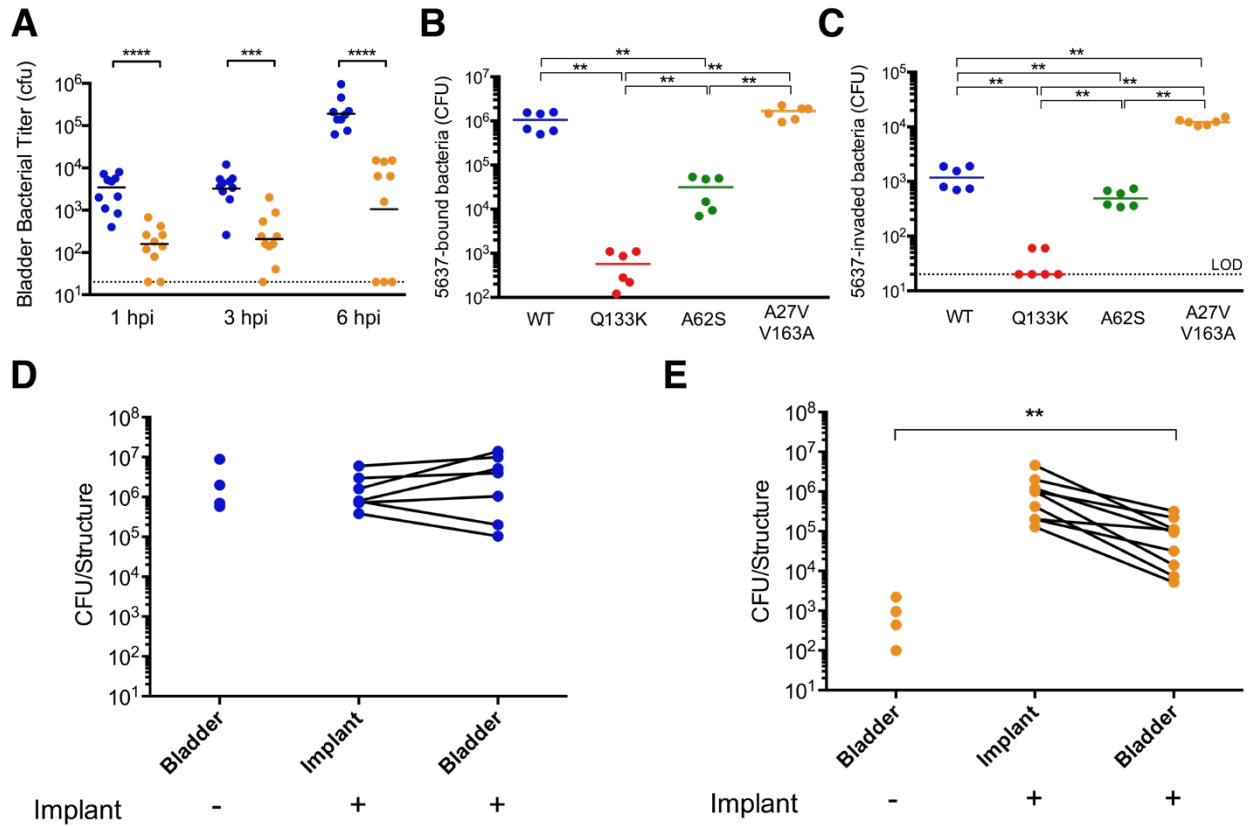 A
**** *** ****
Bladder Bacterial Titer (cfu)
10⁶
10⁵
10⁴
10³
10²
10¹
1 hpi 3 hpi 6 hpi
B
**
** **
** **
5637-bound bacteria (CFU)
10⁷
10⁶
10⁵
10⁴
10³
10²
WT Q133K A62S A27V
V163A
C
**
**
** **
** **
5637-invaded bacteria (CFU)
10⁵
10⁴
10³
10²
10¹
LOD
WT Q133K A62S A27V
V163A
D
CFU/Structure
10⁸
10⁷
10⁶
10⁵
10⁴
10³
10²
10¹
Bladder Implant Bladder
Implant - + +
E
**
CFU/Structure
10⁸
10⁷
10⁶
10⁵
10⁴
10³
10²
10¹
Bladder Implant Bladder
Implant - + +